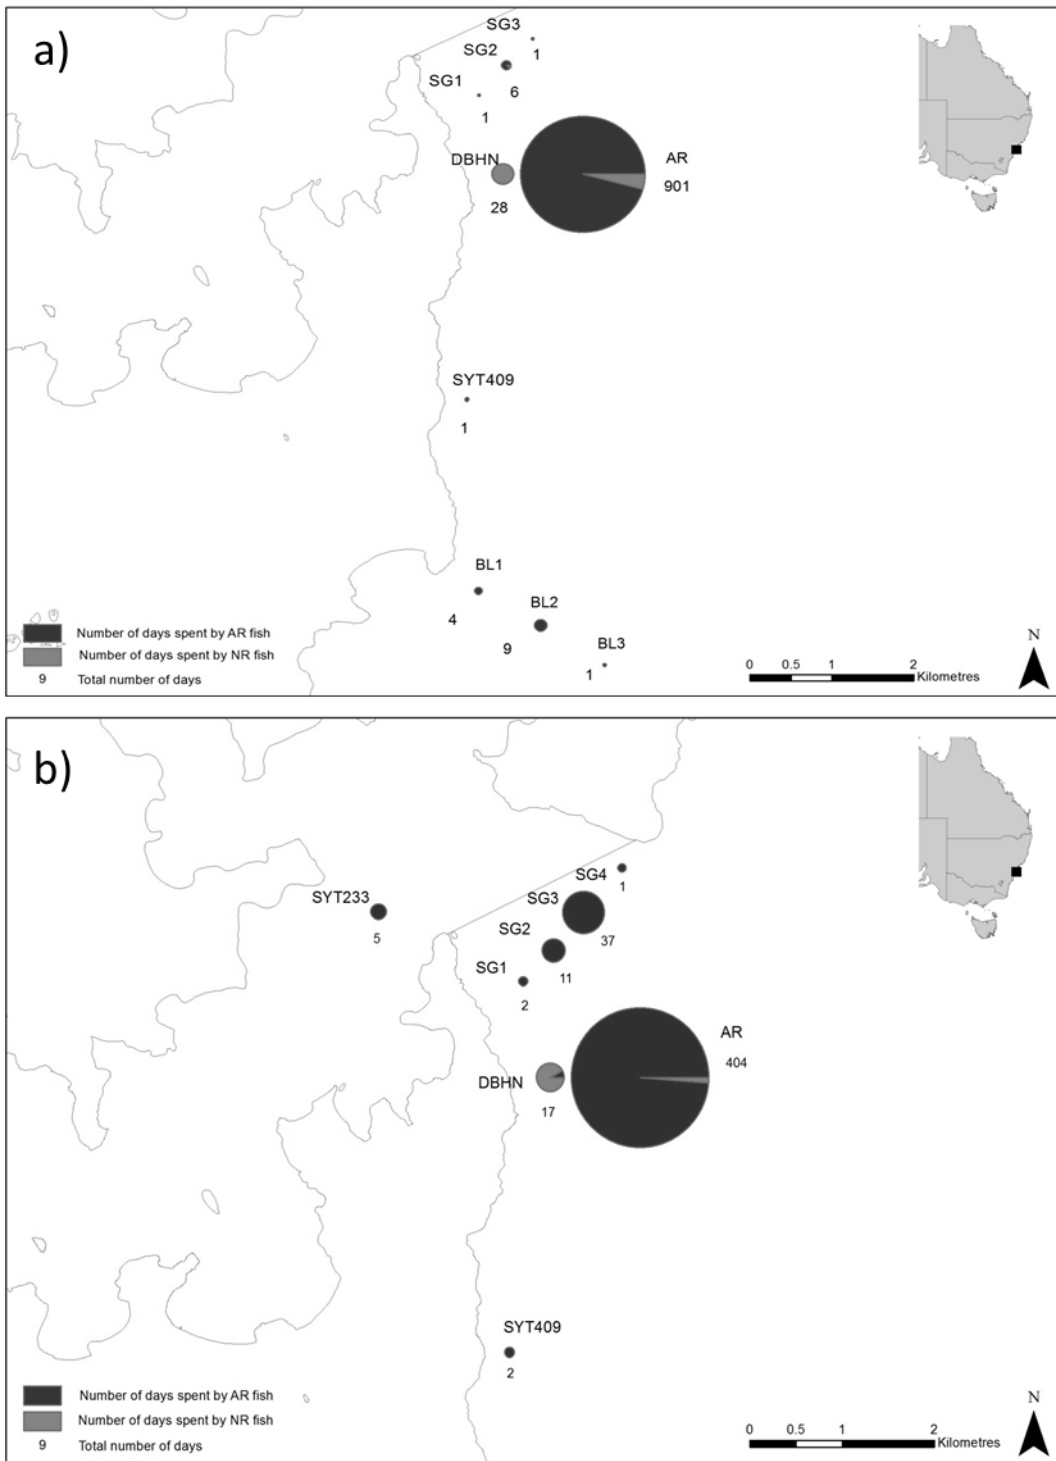 a)
SG3
1
SG2
6
SG1
1
DBHN
28
AR
901
SYT409
1
BL1
4
BL2
9
BL3
1
Number of days spent by AR fish
Number of days spent by NR fish
9 Total number of days
N
0 0.5 1 2
Kilometres
b)
SG4
1
SYT233
5
SG3
37
SG2
11
SG1
2
AR
404
DBHN
17
SYT409
2
Number of days spent by AR fish
Number of days spent by NR fish
9 Total number of days
N
0 0.5 1 2
Kilometres